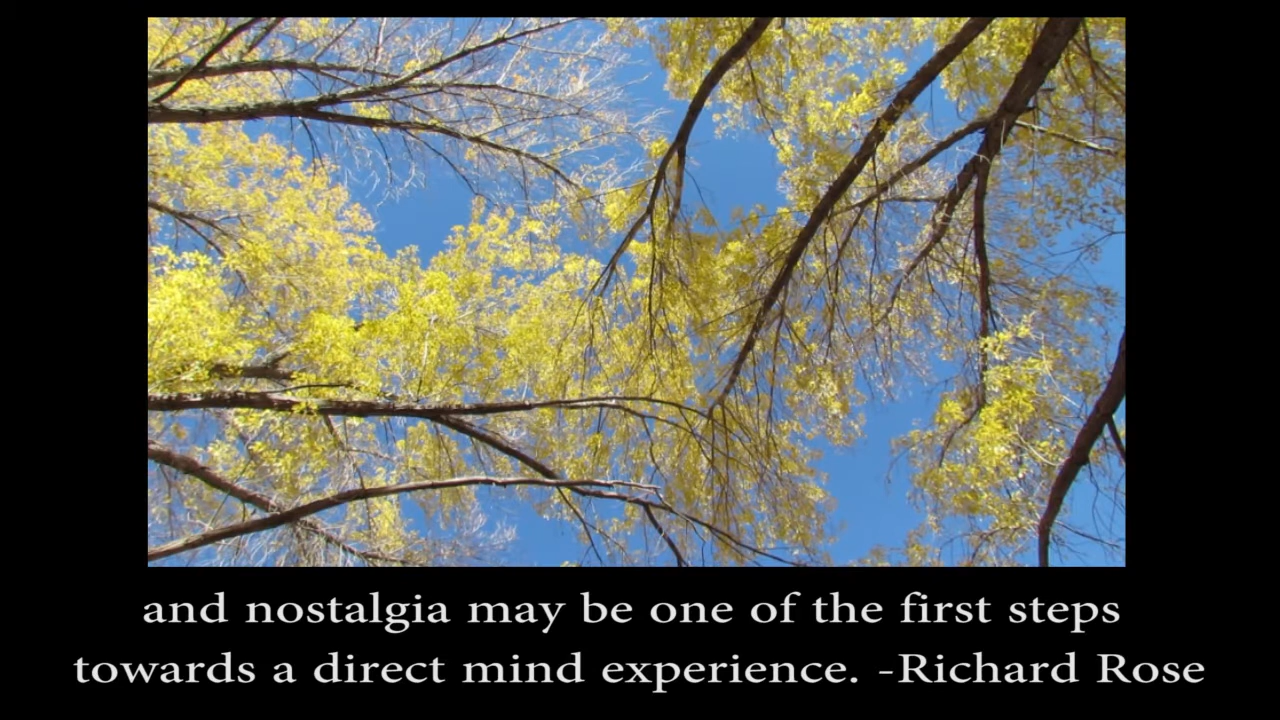 and nostalgia may be one of the first steps
towards a direct mind experience. -Richard Rose